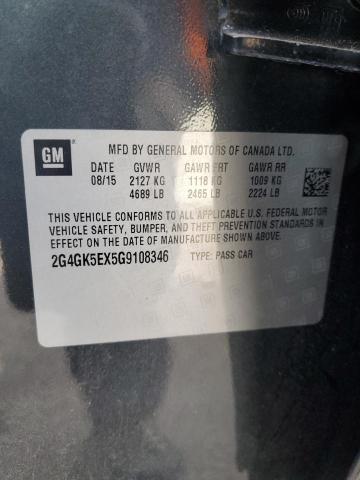 GM
MFD BY GENERAL MOTORS OF CANADA LTD.
DATE GVWR GAWR FRT GAWR RR
08/15 2127 KG 1118 KG 1009 KG
4689 LB 2465 LB 2224 LB
THIS VEHICLE CONFORMS TO ALL APPLICABLE U.S. FEDERAL MOTOR
VEHICLE SAFETY, BUMPER, AND THEFT PREVENTION STANDARDS IN
EFFECT ON THE DATE OF MANUFACTURE SHOWN ABOVE.
2G4GK5EX5G9108346 TYPE: PASS CAR